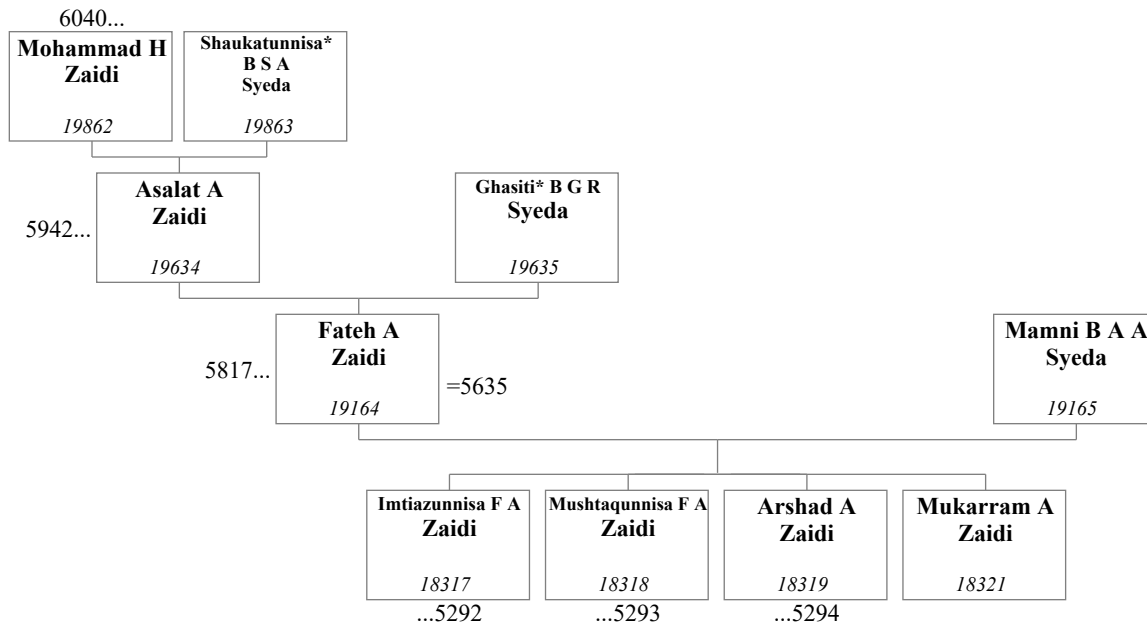 6040...
Mohammad H
Zaidi
19862
Shaukatunnisa*
B S A
Syeda
19863
5942...
Asalat A
Zaidi
19634
Ghasiti* B G R
Syeda
19635
5817...
Fateh A
Zaidi
19164
=5635
Mamni B A A
Syeda
19165
Imtiazunnisa F A
Zaidi
18317
...5292
Mushtaqunnisa F A
Zaidi
18318
...5293
Arshad A
Zaidi
18319
...5294
Mukarram A
Zaidi
18321